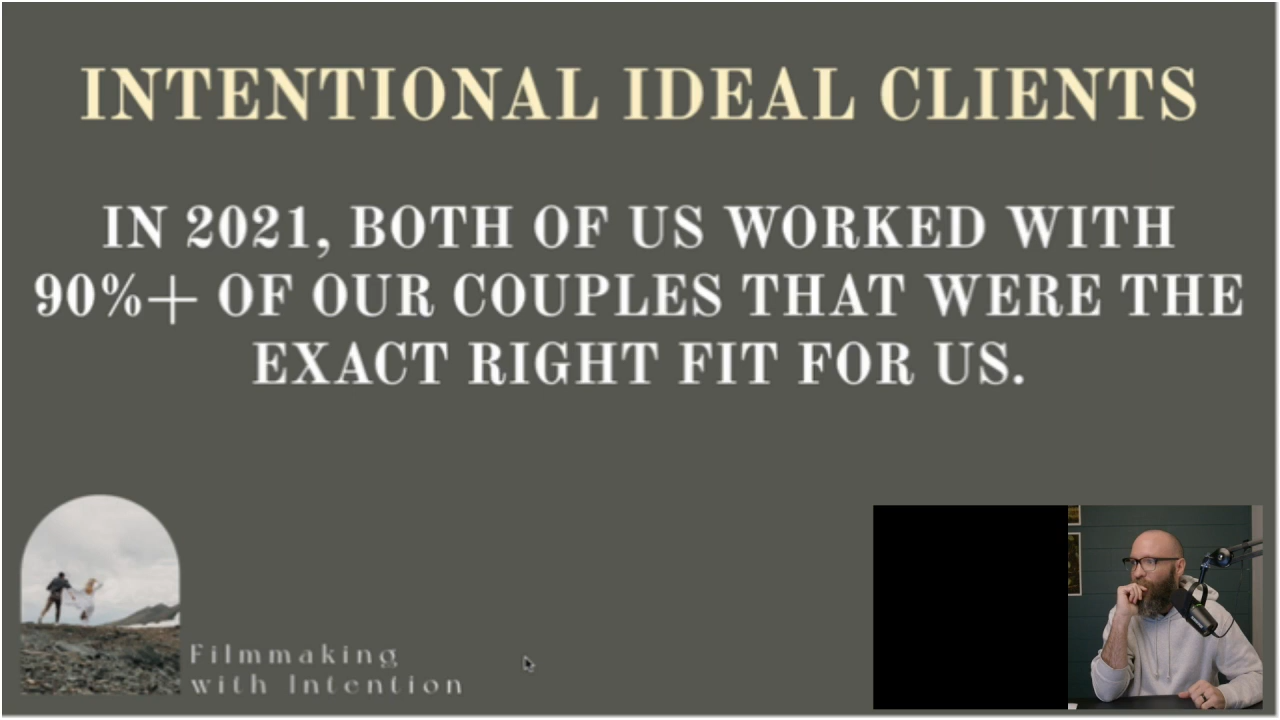 INTENTIONAL IDEAL CLIENTS
IN 2021, BOTH OF US WORKED WITH
90%+ OF OUR COUPLES THAT WERE THE
EXACT RIGHT FIT FOR US.
Filmmaking
with Intention